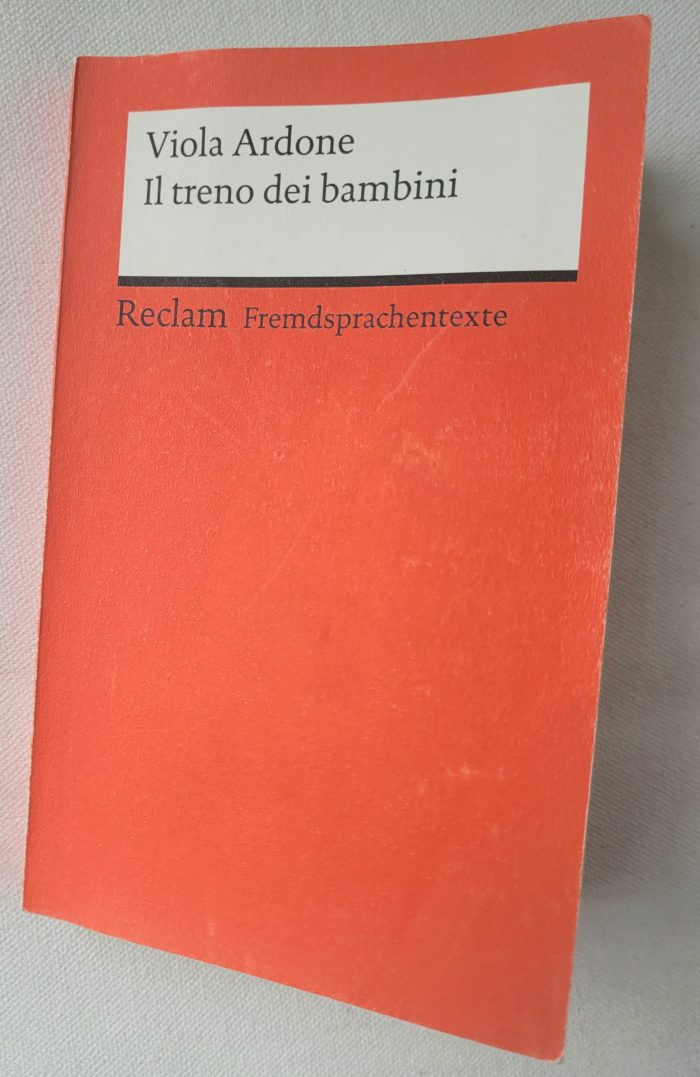 Viola Ardone
Il treno dei bambini
Reclam Fremdsprachentexte